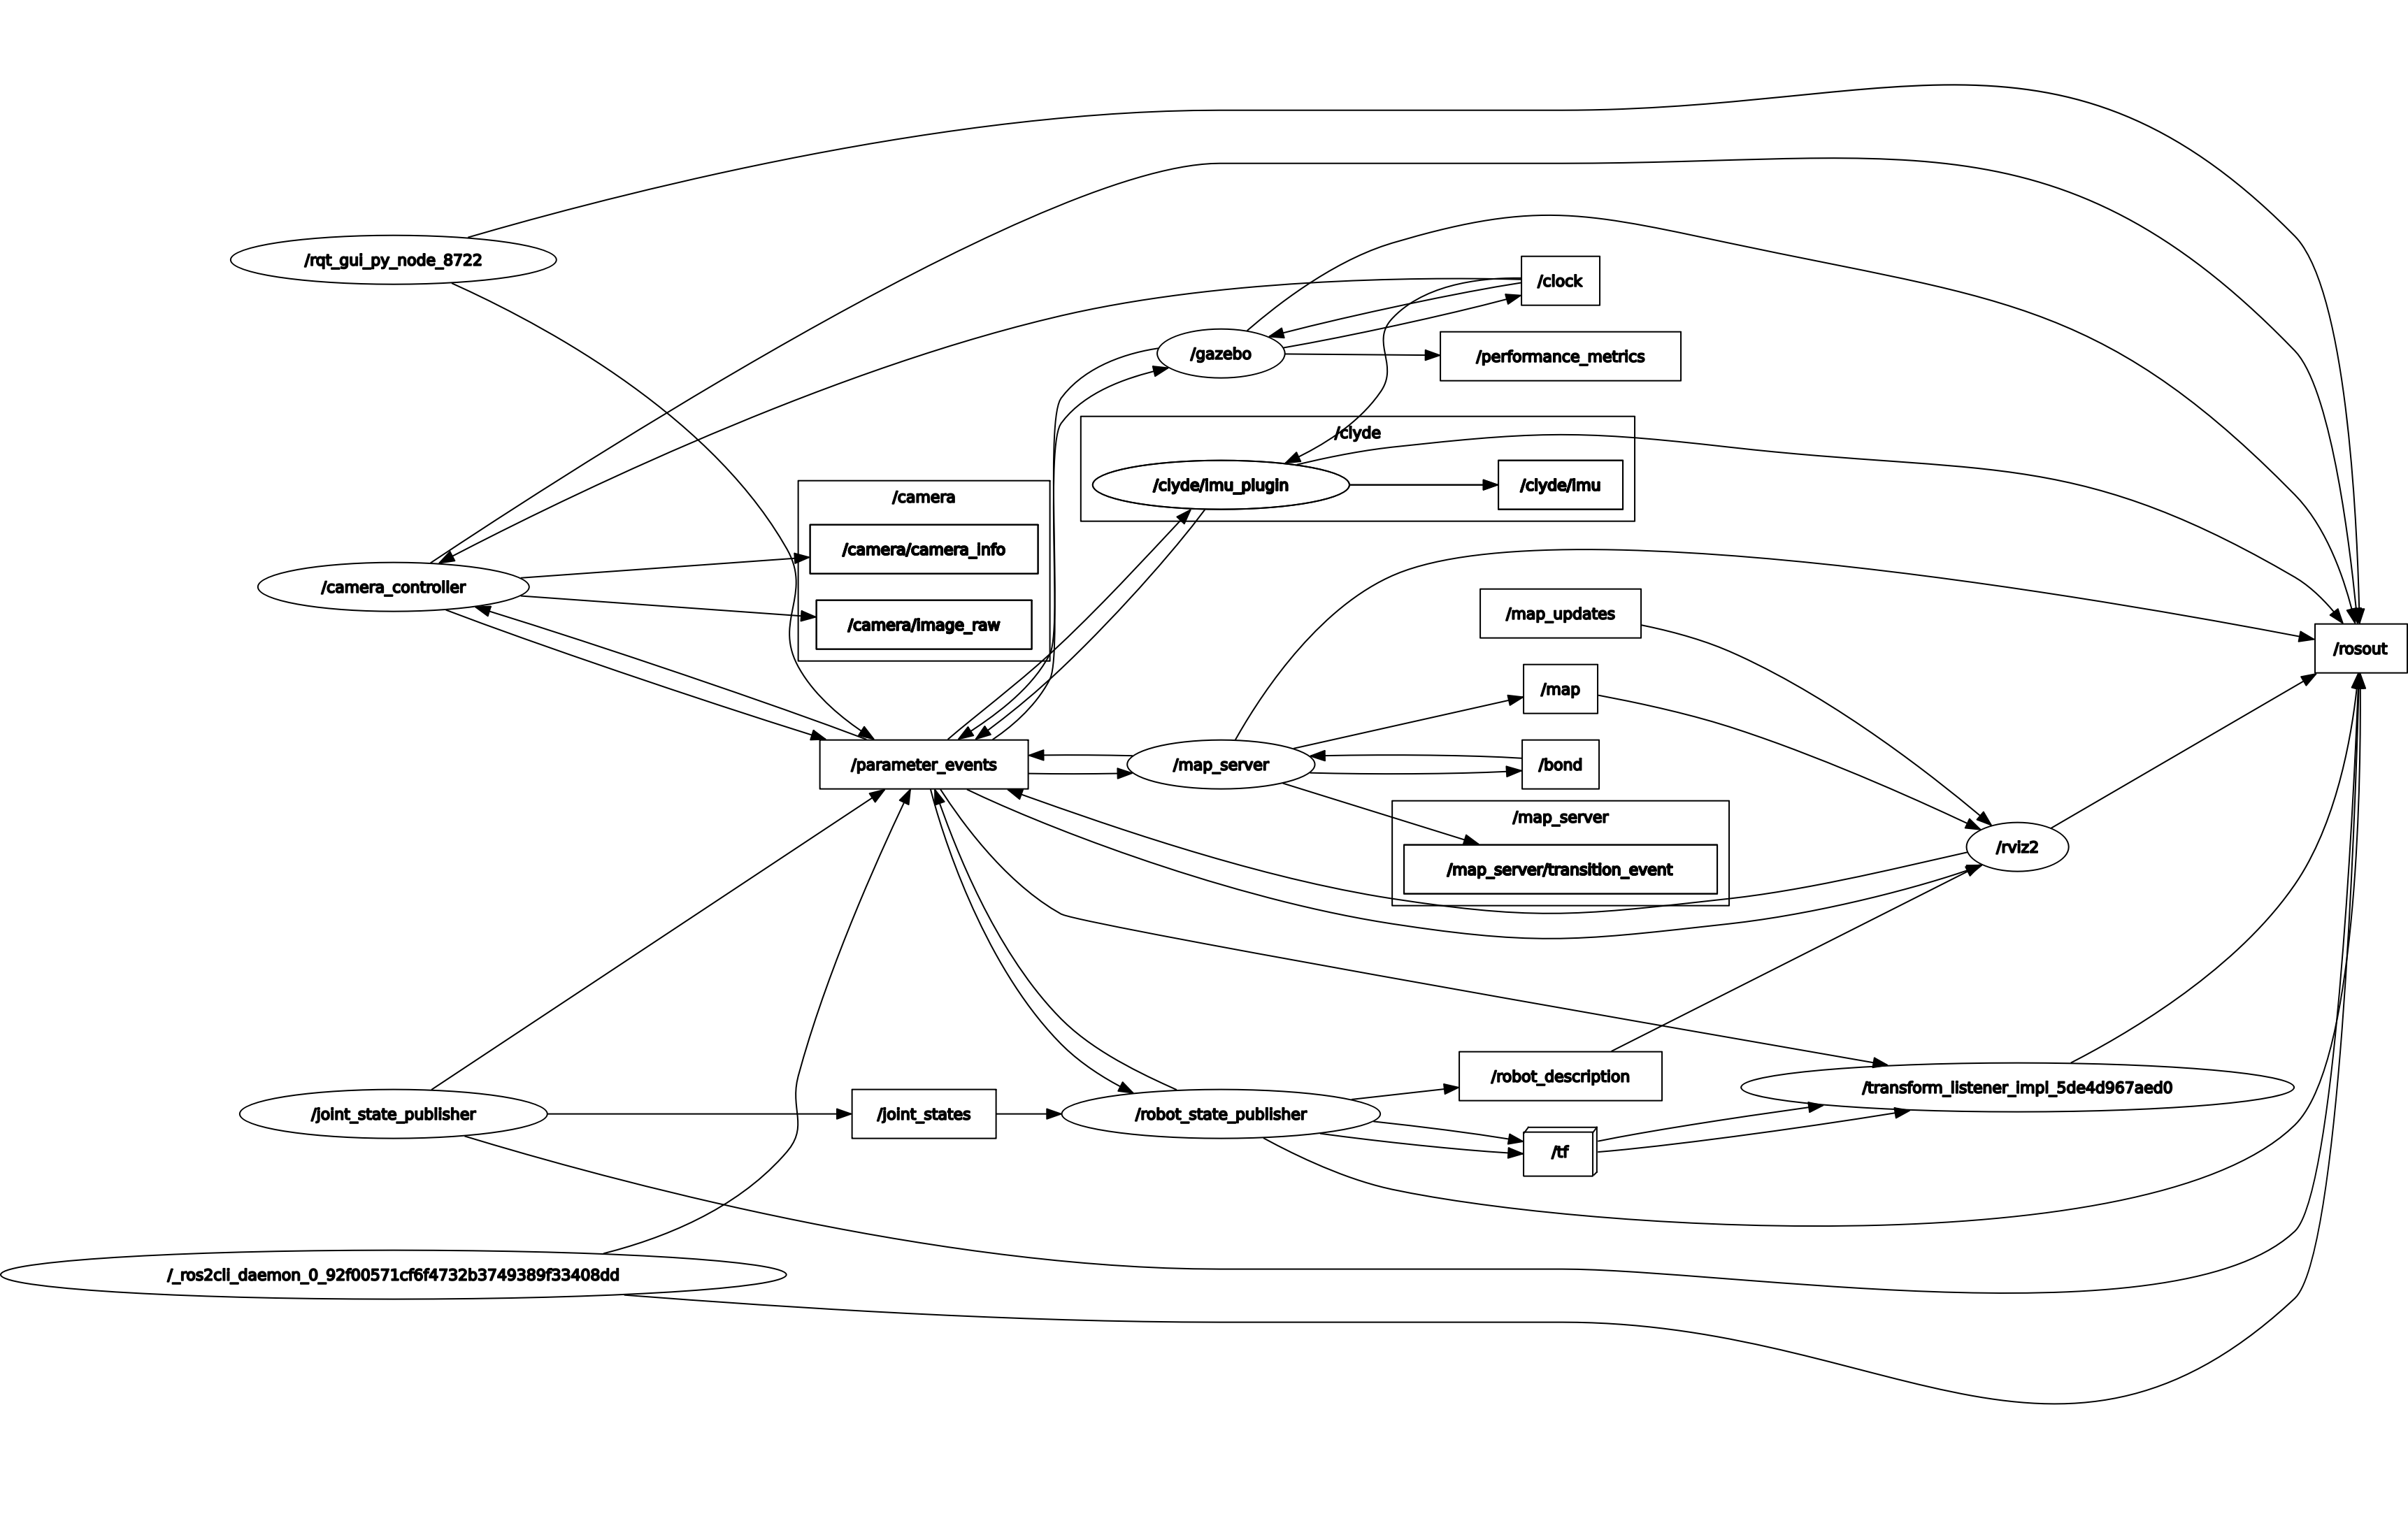 /rqt_gui_py_node_8722
/clock
/gazebo
/performance_metrics
/clyde
/clyde/imu_plugin
/clyde/imu
/camera
/camera/camera_info
/camera_controller
/camera/image_raw
/map_updates
/rosout
/map
/parameter_events
/map_server
/bond
/map_server
/rviz2
/map_server/transition_event
/robot_description
/transform_listener_impl_5de4d967aed0
/joint_state_publisher
/joint_states
/robot_state_publisher
/tf
/_ros2cli_daemon_0_92f00571cf6f4732b3749389f33408dd